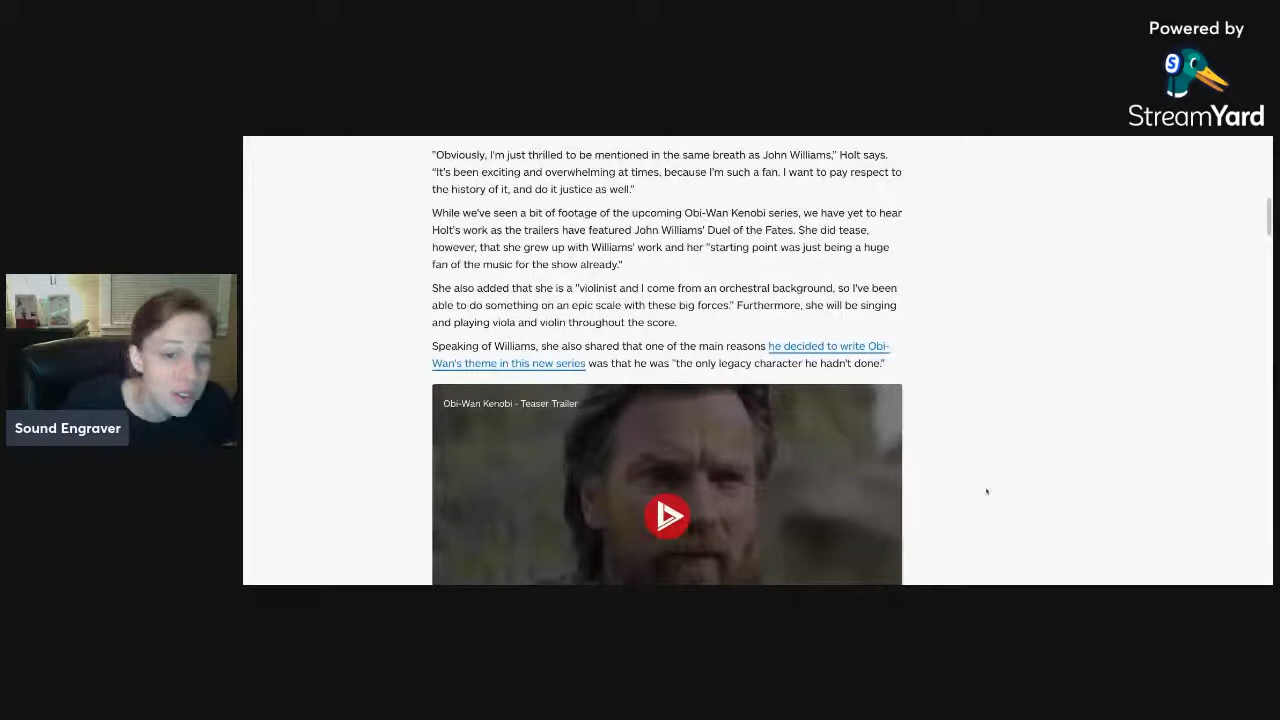 Powered by
StreamYard
"Obviously, I'm just thrilled to be mentioned in the same breath as John Williams," Holt says.
"It's been exciting and overwhelming at times, because I'm such a fan. I want to pay respect to
the history of it, and do it justice as well."
While we've seen a bit of footage of the upcoming Obi-Wan Kenobi series, we have yet to hear
Holt's work as the trailers have featured John Williams' Duel of the Fates. She did tease,
however, that she grew up with Williams' work and her "starting point was just being a huge
fan of the music for the show already."
She also added that she is a "violinist and I come from an orchestral background, so I've been
able to do something on an epic scale with these big forces." Furthermore, she will be singing
and playing viola and violin throughout the score.
Speaking of Williams, she also shared that one of the main reasons he decided to write Obi-
Wan's theme in this new series was that he was "the only legacy character he hadn't done."
Obi-Wan Kenobi - Teaser Trailer
Sound Engraver